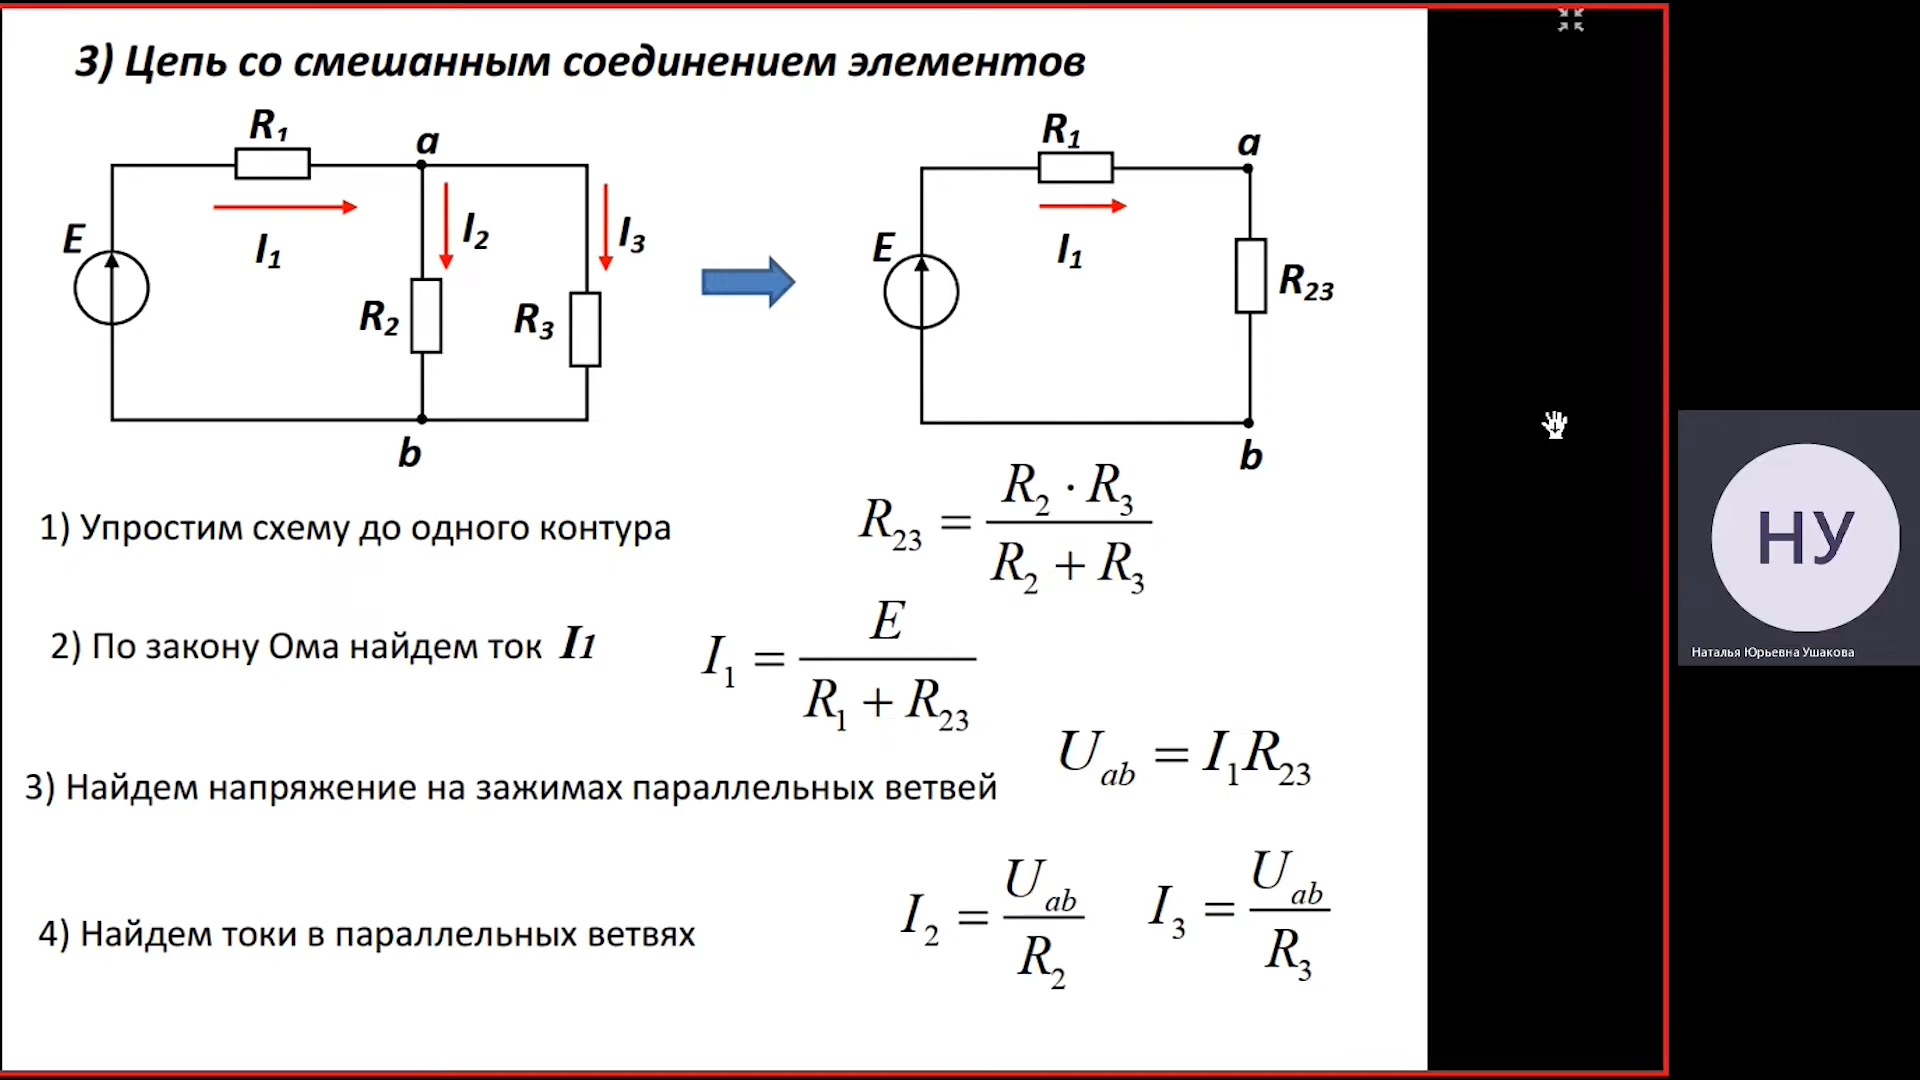 3) Цепь со смешанным соединением элементов
R₁
a
E
I₁
I₂
I₃
R₂
R₃
b
R₁
a
E
I₁
R₂₃
b
1) Упростим схему до одного контура
R₂₃ = R₂ · R₃ / R₂ + R₃
2) По закону Ома найдем ток I₁
I₁ = E / R₁ + R₂₃
3) Найдем напряжение на зажимах параллельных ветвей
U_ab = I₁R₂₃
4) Найдем токи в параллельных ветвях
I₂ = U_ab / R₂
I₃ = U_ab / R₃
НУ
Наталья Юрьевна Ушакова